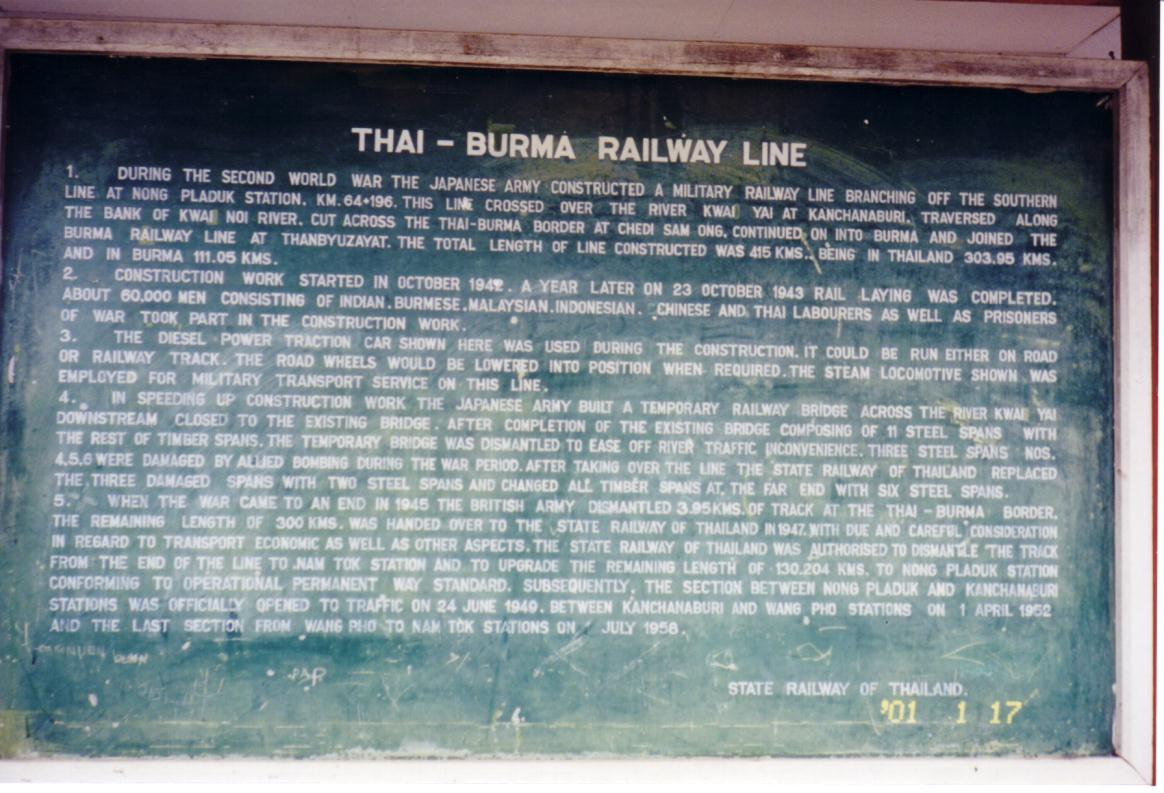 THAI – BURMA RAILWAY LINE
1. DURING THE SECOND WORLD WAR THE JAPANESE ARMY CONSTRUCTED A MILITARY RAILWAY LINE BRANCHING OFF THE SOUTHERN
LINE AT NONG PLADUK STATION. KM.64+196. THIS LINE CROSSED OVER THE RIVER KWAI YAI AT KANCHANABURI. TRAVERSED ALONG
THE BANK OF KWAI NOI RIVER. CUT ACROSS THE THAI-BURMA BORDER AT CHEDI SAM ONG. CONTINUED ON INTO BURMA AND JOINED THE
BURMA RAILWAY LINE AT THANBYUZAYAT. THE TOTAL LENGTH OF LINE CONSTRUCTED WAS 415 KMS., BEING IN THAILAND 303.95 KMS.
AND IN BURMA 111.05 KMS.
2. CONSTRUCTION WORK STARTED IN OCTOBER 1942. A YEAR LATER ON 23 OCTOBER 1943 RAIL LAYING WAS COMPLETED.
ABOUT 60.000 MEN CONSISTING OF INDIAN.BURMESE.MALAYSIAN.INDONESIAN. CHINESE AND THAI LABOURERS AS WELL AS PRISONERS
OF WAR TOOK PART IN THE CONSTRUCTION WORK.
3. THE DIESEL POWER TRACTION CAR SHOWN HERE WAS USED DURING THE CONSTRUCTION. IT COULD BE RUN EITHER ON ROAD
OR RAILWAY TRACK. THE ROAD WHEELS WOULD BE LOWERED INTO POSITION WHEN REQUIRED. THE STEAM LOCOMOTIVE SHOWN WAS
EMPLOYED FOR MILITARY TRANSPORT SERVICE ON THIS LINE.
4. IN SPEEDING UP CONSTRUCTION WORK THE JAPANESE ARMY BUILT A TEMPORARY RAILWAY BRIDGE ACROSS THE RIVER KWAI YAI
DOWNSTREAM CLOSED TO THE EXISTING BRIDGE. AFTER COMPLETION OF THE EXISTING BRIDGE COMPOSING OF 11 STEEL SPANS WITH
THE REST OF TIMBER SPANS. THE TEMPORARY BRIDGE WAS DISMANTLED TO EASE OFF RIVER TRAFFIC INCONVENIENCE. THREE STEEL SPANS NOS.
4.5.6 WERE DAMAGED BY ALLIED BOMBING DURING THE WAR PERIOD. AFTER TAKING OVER THE LINE THE STATE RAILWAY OF THAILAND REPLACED
THE THREE DAMAGED SPANS WITH TWO STEEL SPANS AND CHANGED ALL TIMBER SPANS AT. THE FAR END WITH SIX STEEL SPANS.
5. WHEN THE WAR CAME TO AN END IN 1945 THE BRITISH ARMY DISMANTLED 3.95KMS. OF TRACK AT THE THAI – BURMA BORDER.
THE REMAINING LENGTH OF 300 KMS. WAS HANDED OVER TO THE STATE RAILWAY OF THAILAND IN 1947. WITH DUE AND CAREFUL CONSIDERATION
IN REGARD TO TRANSPORT ECONOMIC AS WELL AS OTHER ASPECTS. THE STATE RAILWAY OF THAILAND WAS AUTHORISED TO DISMANTLE THE TRACK
FROM THE END OF THE LINE TO NAM TOK STATION AND TO UPGRADE THE REMAINING LENGTH OF 130.204 KMS. TO NONG PLADUK STATION
CONFORMING TO OPERATIONAL PERMANENT WAY STANDARD. SUBSEQUENTLY. THE SECTION BETWEEN NONG PLADUK AND KANCHANABURI
STATIONS WAS OFFICIALLY OPENED TO TRAFFIC ON 24 JUNE 1949. BETWEEN KANCHANABURI AND WANG PHO STATIONS ON 1 APRIL 1952
AND THE LAST SECTION FROM WANG PHO TO NAM TOK STATIONS ON 1 JULY 1958.
STATE RAILWAY OF THAILAND.
'01 1 17